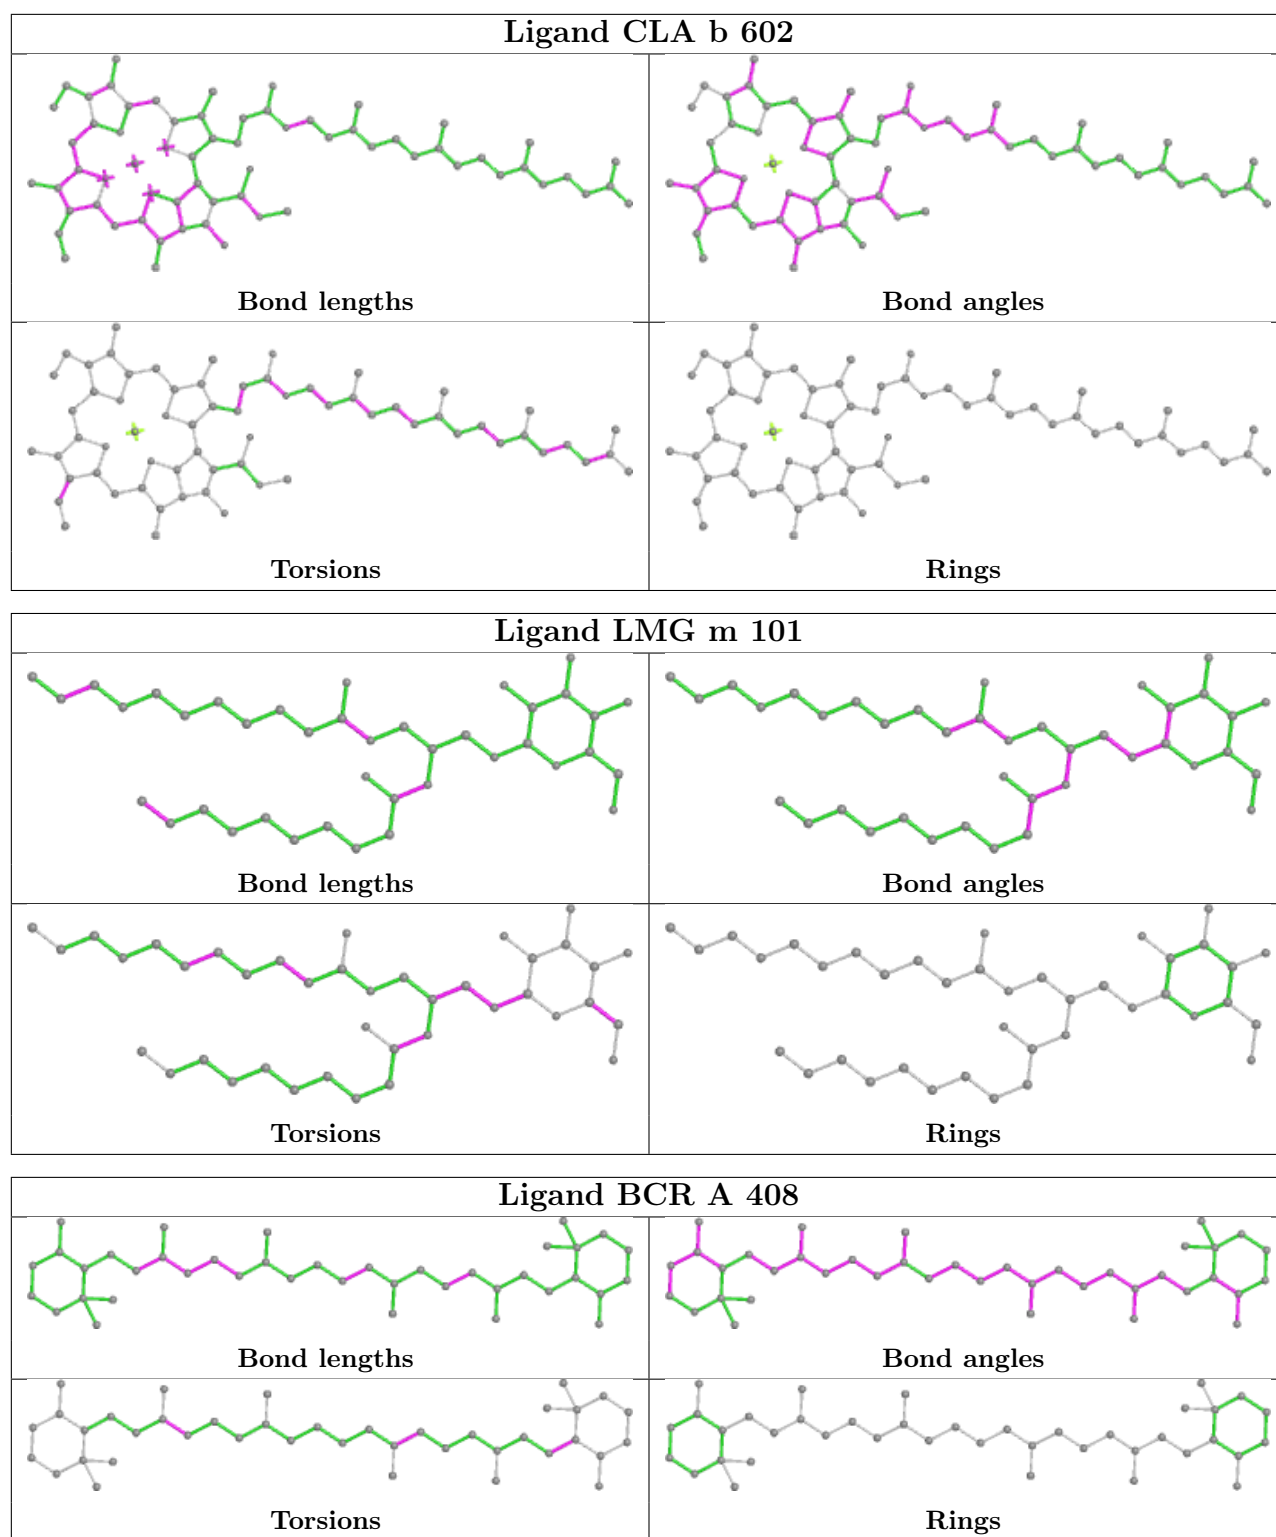 Ligand CLA b 602
Bond lengths
Bond angles
Torsions
Rings
Ligand LMG m 101
Bond lengths
Bond angles
Torsions
Rings
Ligand BCR A 408
Bond lengths
Bond angles
Torsions
Rings